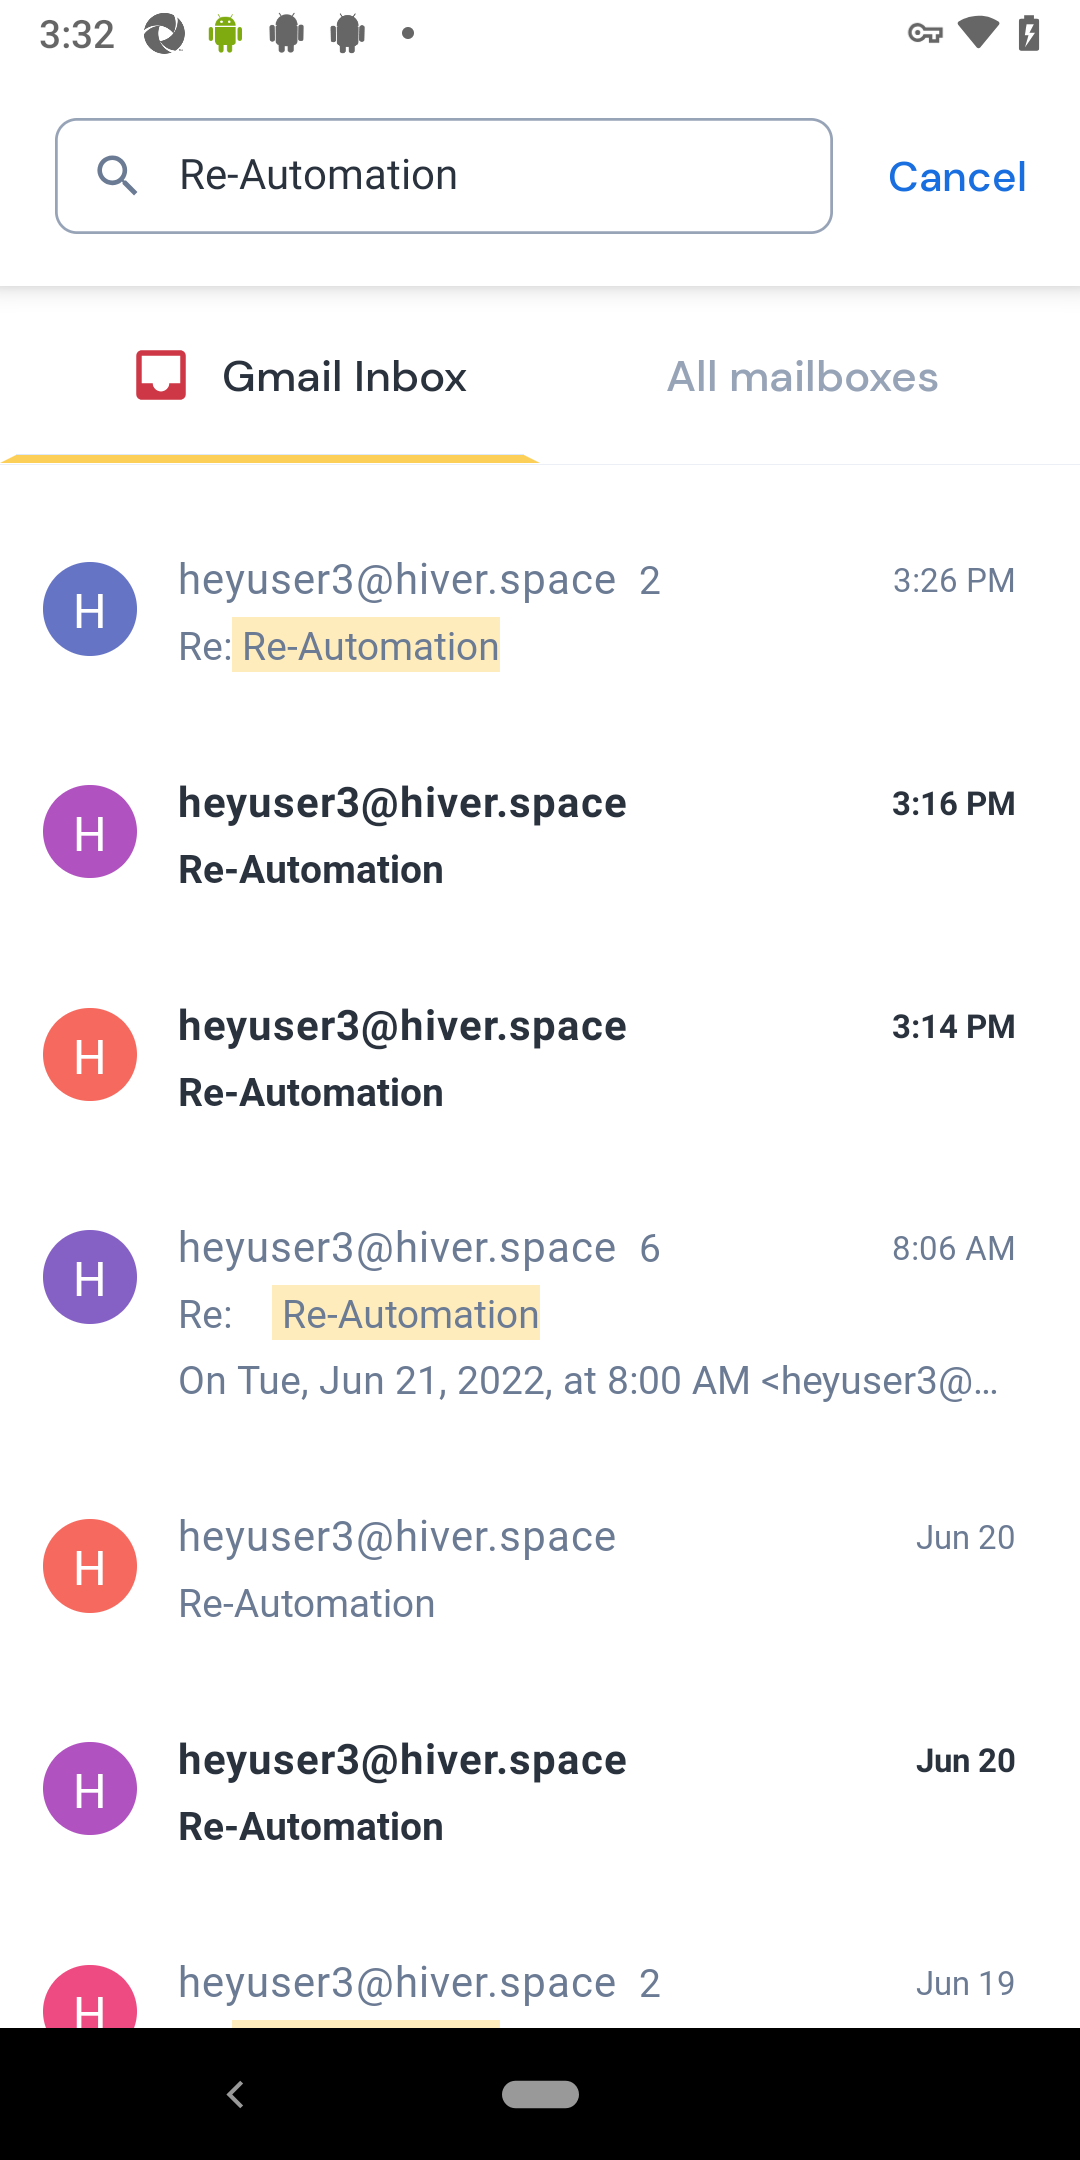 3:32
Re-Automation
Cancel
Gmail Inbox
All mailboxes
H
heyuser3@hiver.space 2
3:26 PM
Re: Re-Automation
H
heyuser3@hiver.space
3:16 PM
Re-Automation
H
heyuser3@hiver.space
3:14 PM
Re-Automation
H
heyuser3@hiver.space 6
8:06 AM
Re: Re-Automation
On Tue, Jun 21, 2022, at 8:00 AM <heyuser3@...
H
heyuser3@hiver.space
Jun 20
Re-Automation
H
heyuser3@hiver.space
Jun 20
Re-Automation
H
heyuser3@hiver.space 2
Jun 19